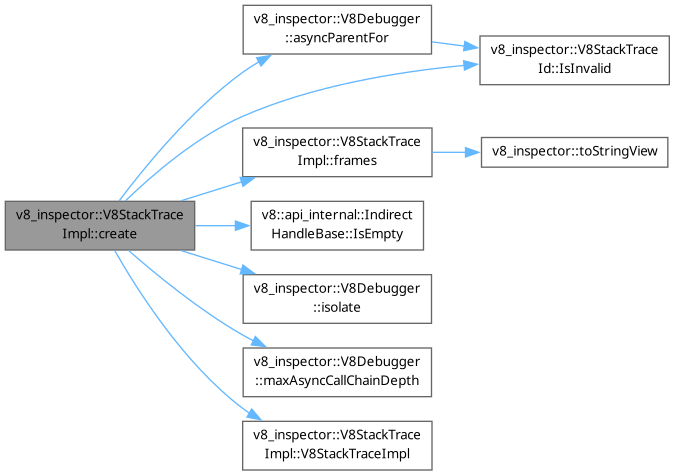 v8_inspector::V8Debugger
::asyncParentFor
v8_inspector::V8StackTrace
Id::IsInvalid
v8_inspector::V8StackTrace
Impl::frames
v8_inspector::toStringView
v8_inspector::V8StackTrace
Impl::create
v8::api_internal::Indirect
HandleBase::IsEmpty
v8_inspector::V8Debugger
::isolate
v8_inspector::V8Debugger
::maxAsyncCallChainDepth
v8_inspector::V8StackTrace
Impl::V8StackTraceImpl